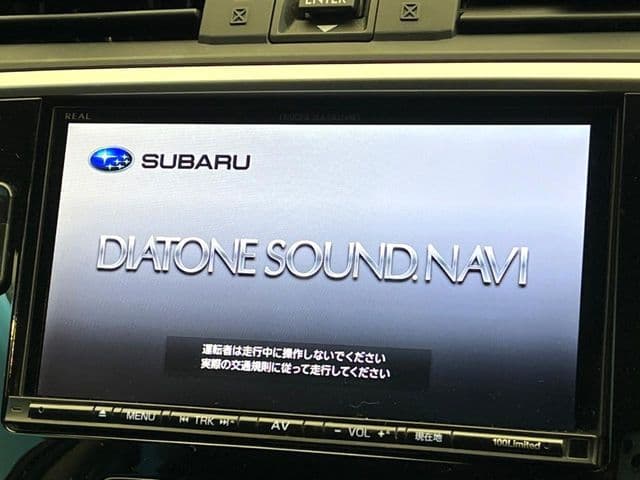 ENTER
REAL
SUBARU
DIATONE SOUND.NAVI
運転者は走行中に操作しないでください
実際の交通規則に従って走行してください
MENU
TRK
AV
- VOL +
現在地
100Limited